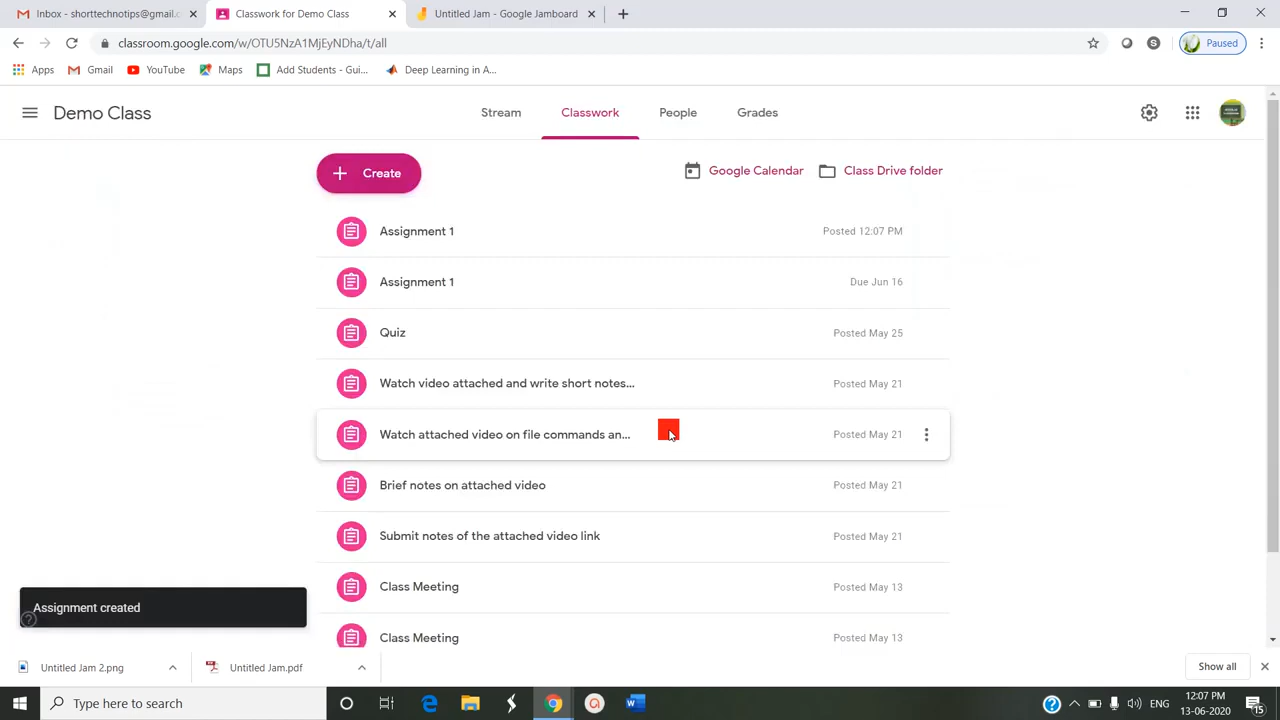 Inbox - shorttechnotips@gmail.c
Classwork for Demo Class
Untitled Jam - Google Jamboard
classroom.google.com/w/OTU5NzA1MjEyNDha/t/all
S
Paused
Apps
Gmail
YouTube
Maps
Add Students - Gui...
Deep Learning in A...
Demo Class
Stream
Classwork
People
Grades
Create
Google Calendar
Class Drive folder
Assignment 1
Posted 12:07 PM
Assignment 1
Due Jun 16
Quiz
Posted May 25
Watch video attached and write short notes...
Posted May 21
Watch attached video on file commands an...
Posted May 21
Brief notes on attached video
Posted May 21
Submit notes of the attached video link
Posted May 21
Class Meeting
Posted May 13
Class Meeting
Posted May 13
Assignment created
Untitled Jam 2.png
Untitled Jam.pdf
Show all
Type here to search
ENG
12:07 PM
13-06-2020
15